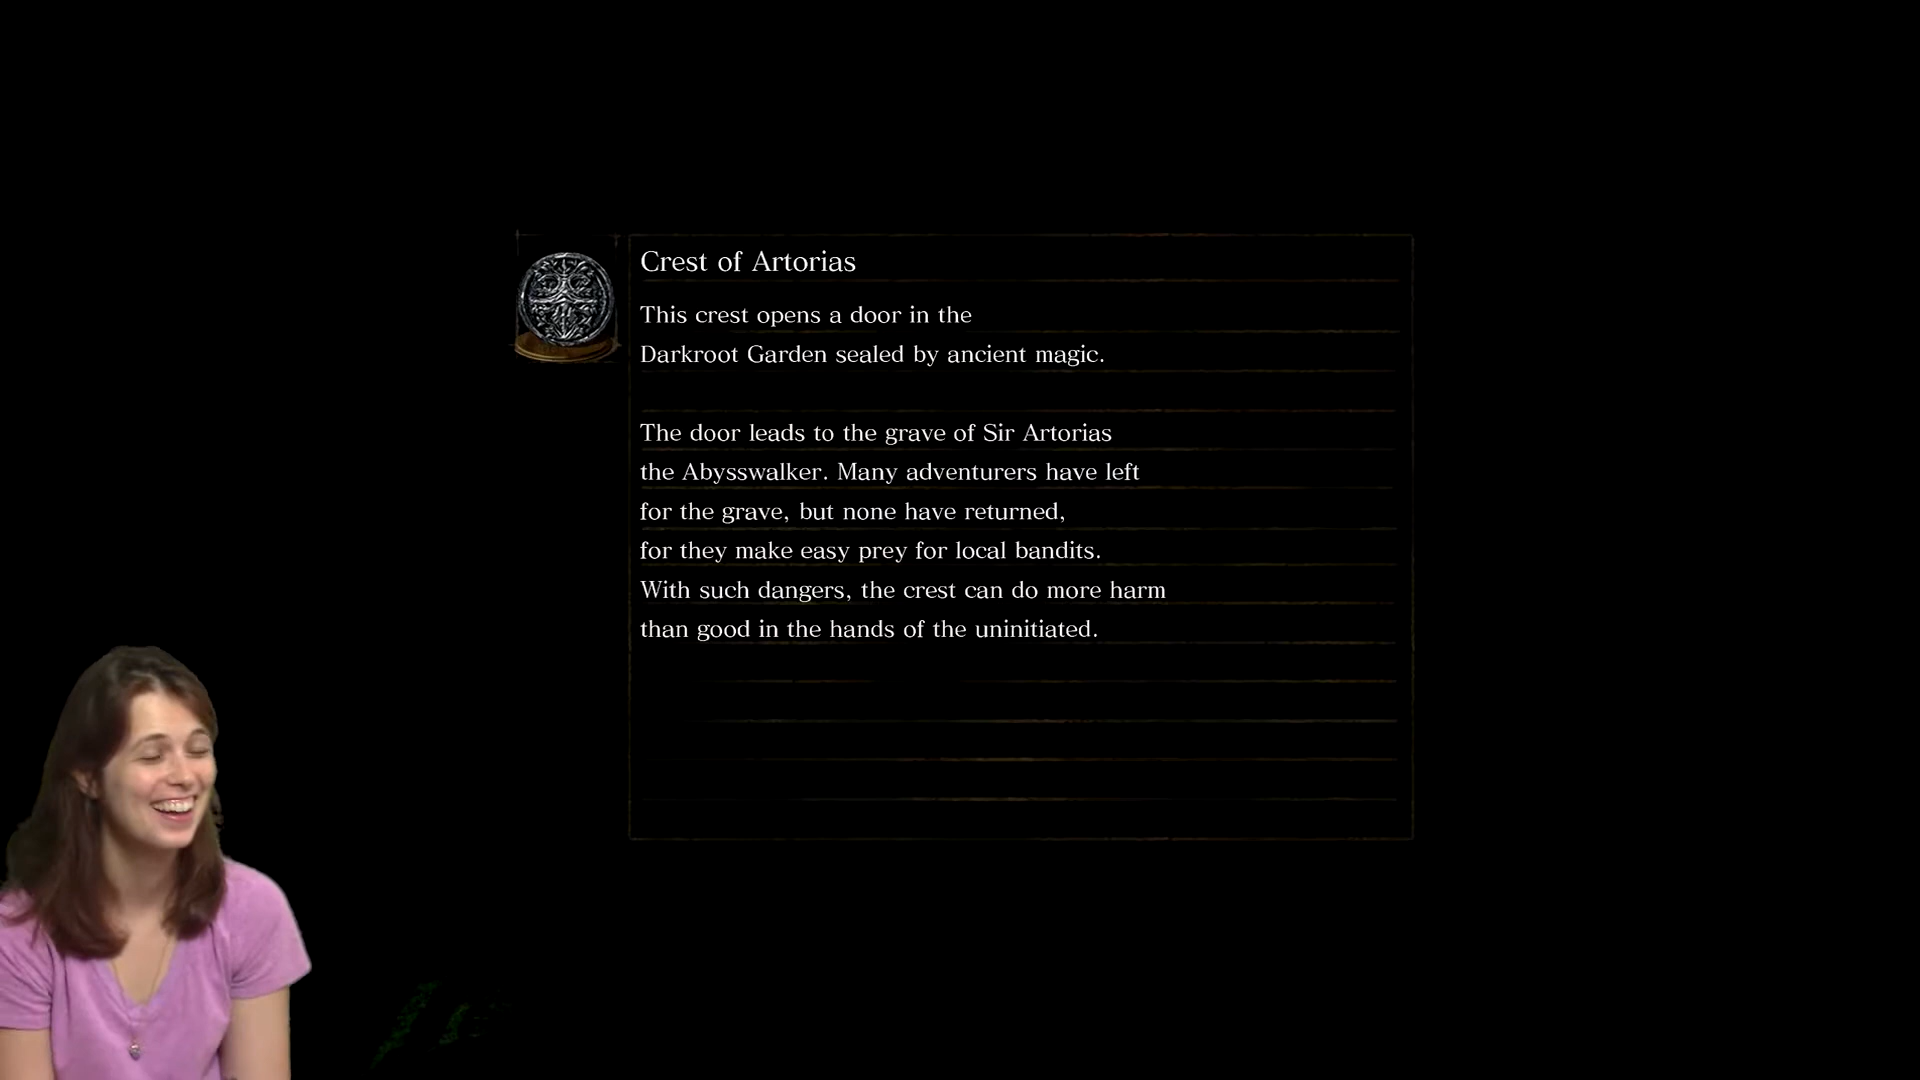 Crest of Artorias
This crest opens a door in the
Darkroot Garden sealed by ancient magic.
The door leads to the grave of Sir Artorias
the Abysswalker. Many adventurers have left
for the grave, but none have returned,
for they make easy prey for local bandits.
With such dangers, the crest can do more harm
than good in the hands of the uninitiated.